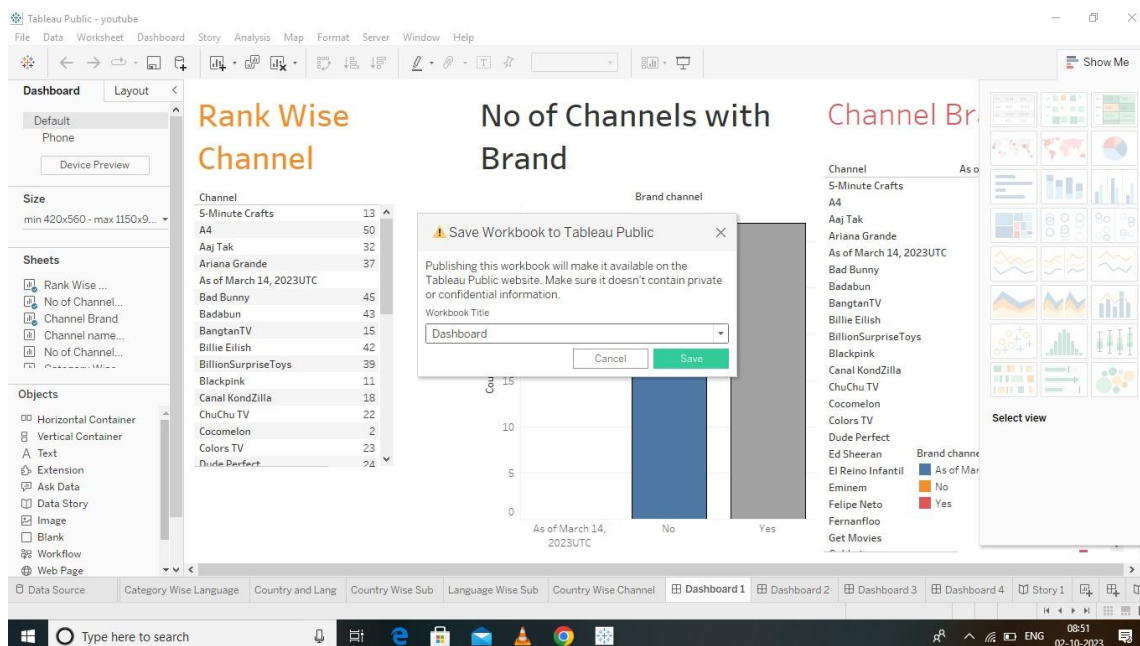 Tableau Public - youtube
File Data Worksheet Dashboard Story Analysis Map Format Server Window Help
Show Me
Dashboard Layout
Default
Phone
Device Preview
Size
min 420x560 - max 1150x9...
Sheets
Rank Wise ...
No of Channel...
Channel Brand
Channel name...
No of Channel...
Objects
Horizontal Container
Vertical Container
A Text
Extension
Ask Data
Data Story
Image
Blank
Workflow
Web Page
Rank Wise
Channel
Channel
5-Minute Crafts 13
A4 50
Aaj Tak 32
Ariana Grande 37
As of March 14, 2023UTC
Bad Bunny 45
Badabun 43
BangtanTV 15
Billie Eilish 42
BillionSurpriseToys 39
Blackpink 11
Canal KondZilla 18
ChuChu TV 22
Cocomelon 2
Colors TV 23
Dude Perfect 24
No of Channels with
Brand
Brand channel
15
10
5
0
As of March 14,
2023UTC
No
Yes
Save Workbook to Tableau Public
Publishing this workbook will make it available on the
Tableau Public website. Make sure it doesn't contain private
or confidential information.
Workbook Title
Dashboard
Cancel Save
Channel Br
Channel As o
5-Minute Crafts
A4
Aaj Tak
Ariana Grande
As of March 14, 2023UTC
Bad Bunny
Badabun
BangtanTV
Billie Eilish
BillionSurpriseToys
Blackpink
Canal KondZilla
ChuChu TV
Cocomelon
Colors TV
Dude Perfect
Ed Sheeran
El Reino Infantil
Eminem
Felipe Neto
Fernanfloo
Get Movies
Brand channe
As of Mar
No
Yes
Select view
Data Source Category Wise Language Country and Lang Country Wise Sub Language Wise Sub Country Wise Channel Dashboard 1 Dashboard 2 Dashboard 3 Dashboard 4 Story 1
Type here to search
ENG
08:51
02-10-2023